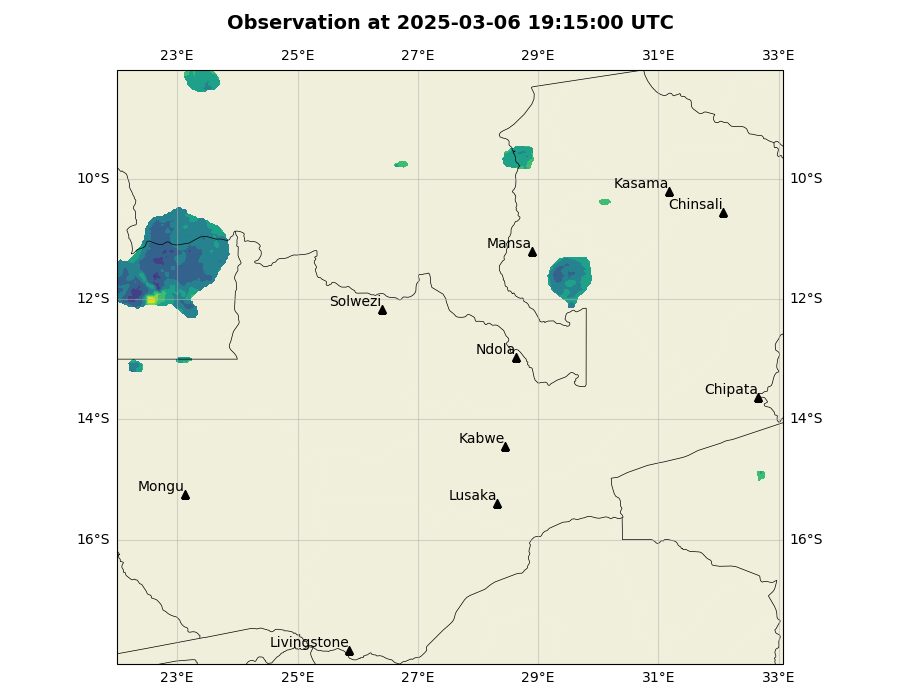 Observation at 2025-03-06 19:15:00 UTC
23°E 25°E 27°E 29°E 31°E 33°E
10°S 10°S
Kasama
Chinsali
Mansa
12°S 12°S
Solwezi
Ndola
Chipata
14°S 14°S
Kabwe
Mongu
Lusaka
16°S 16°S
Livingstone
23°E 25°E 27°E 29°E 31°E 33°E